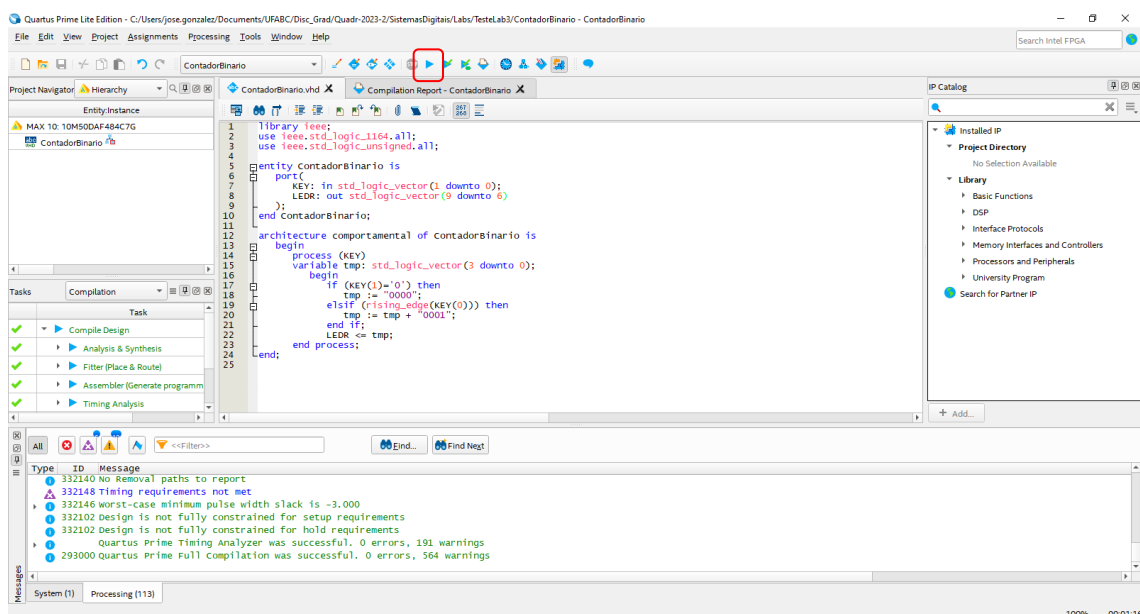 Quartus Prime Lite Edition - C:/Users/jose.gonzalez/Documents/UFABC/Disc_Grad/Quadr-2023-2/SistemasDigitais/Labs/TesteLab3/ContadorBinario - ContadorBinario
File Edit View Project Assignments Processing Tools Window Help
Search Intel FPGA
ContadorBinario
Project Navigator Hierarchy
Entity:Instance
MAX 10: 10M50DAF484C7G
ContadorBinario
Tasks Compilation
Task
Compile Design
Analysis & Synthesis
Fitter (Place & Route)
Assembler (Generate programm
Timing Analysis
ContadorBinario.vhd
Compilation Report - ContadorBinario
267
268
1 library ieee;
2 use ieee.std_logic_1164.all;
3 use ieee.std_logic_unsigned.all;
4
5 entity ContadorBinario is
6 port(
7 KEY: in std_logic_vector(1 downto 0);
8 LEDR: out std_logic_vector(9 downto 6)
9 );
10 end ContadorBinario;
11
12 architecture comportamental of ContadorBinario is
13 begin
14 process (KEY)
15 variable tmp: std_logic_vector(3 downto 0);
16 begin
17 if (KEY(1)='0') then
18 tmp := "0000";
19 elsif (rising_edge(KEY(0))) then
20 tmp := tmp + "0001";
21 end if;
22 LEDR <= tmp;
23 end process;
24 end;
25
IP Catalog
Installed IP
Project Directory
No Selection Available
Library
Basic Functions
DSP
Interface Protocols
Memory Interfaces and Controllers
Processors and Peripherals
University Program
Search for Partner IP
+ Add...
All <<Filter>> Find... Find Next
Type ID Message
332140 No Removal paths to report
332148 Timing requirements not met
332146 Worst-case minimum pulse width slack is -3.000
332102 Design is not fully constrained for setup requirements
332102 Design is not fully constrained for hold requirements
Quartus Prime Timing Analyzer was successful. 0 errors, 191 warnings
293000 Quartus Prime Full Compilation was successful. 0 errors, 564 warnings
Messages
System (1) Processing (113)
100% 00:01:16